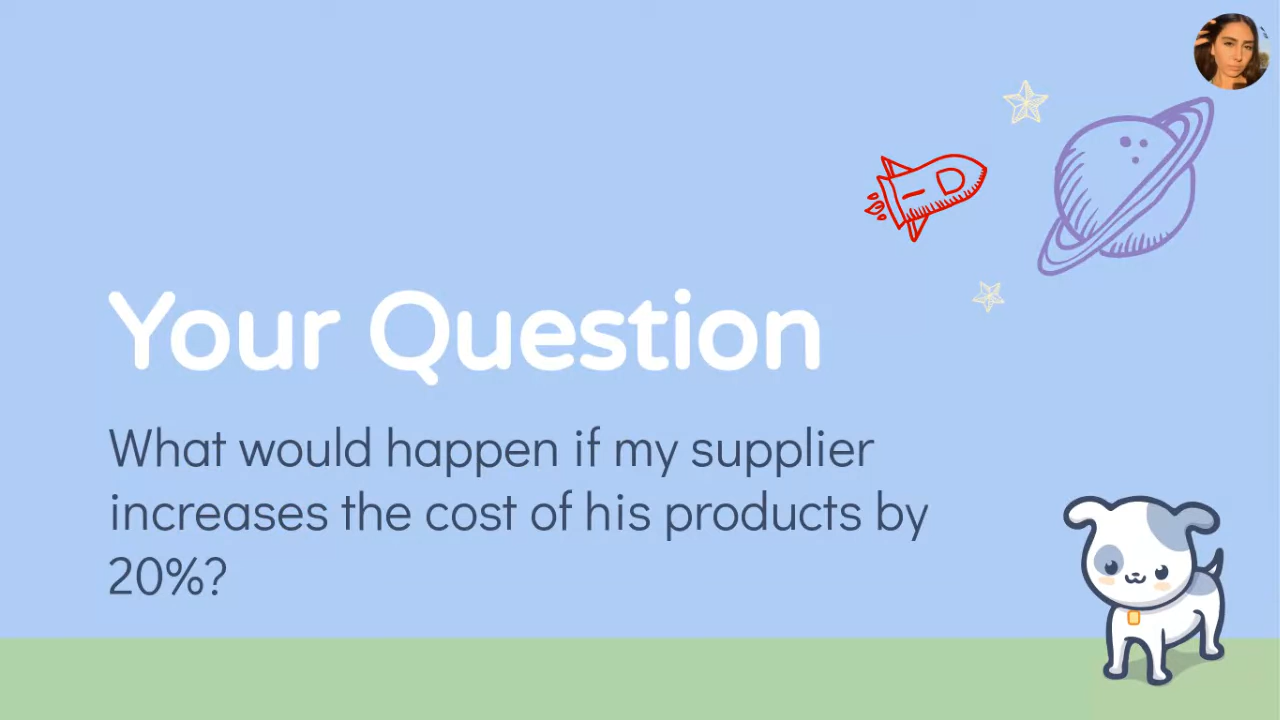 Your Question
What would happen if my supplier
increases the cost of his products by
20%?